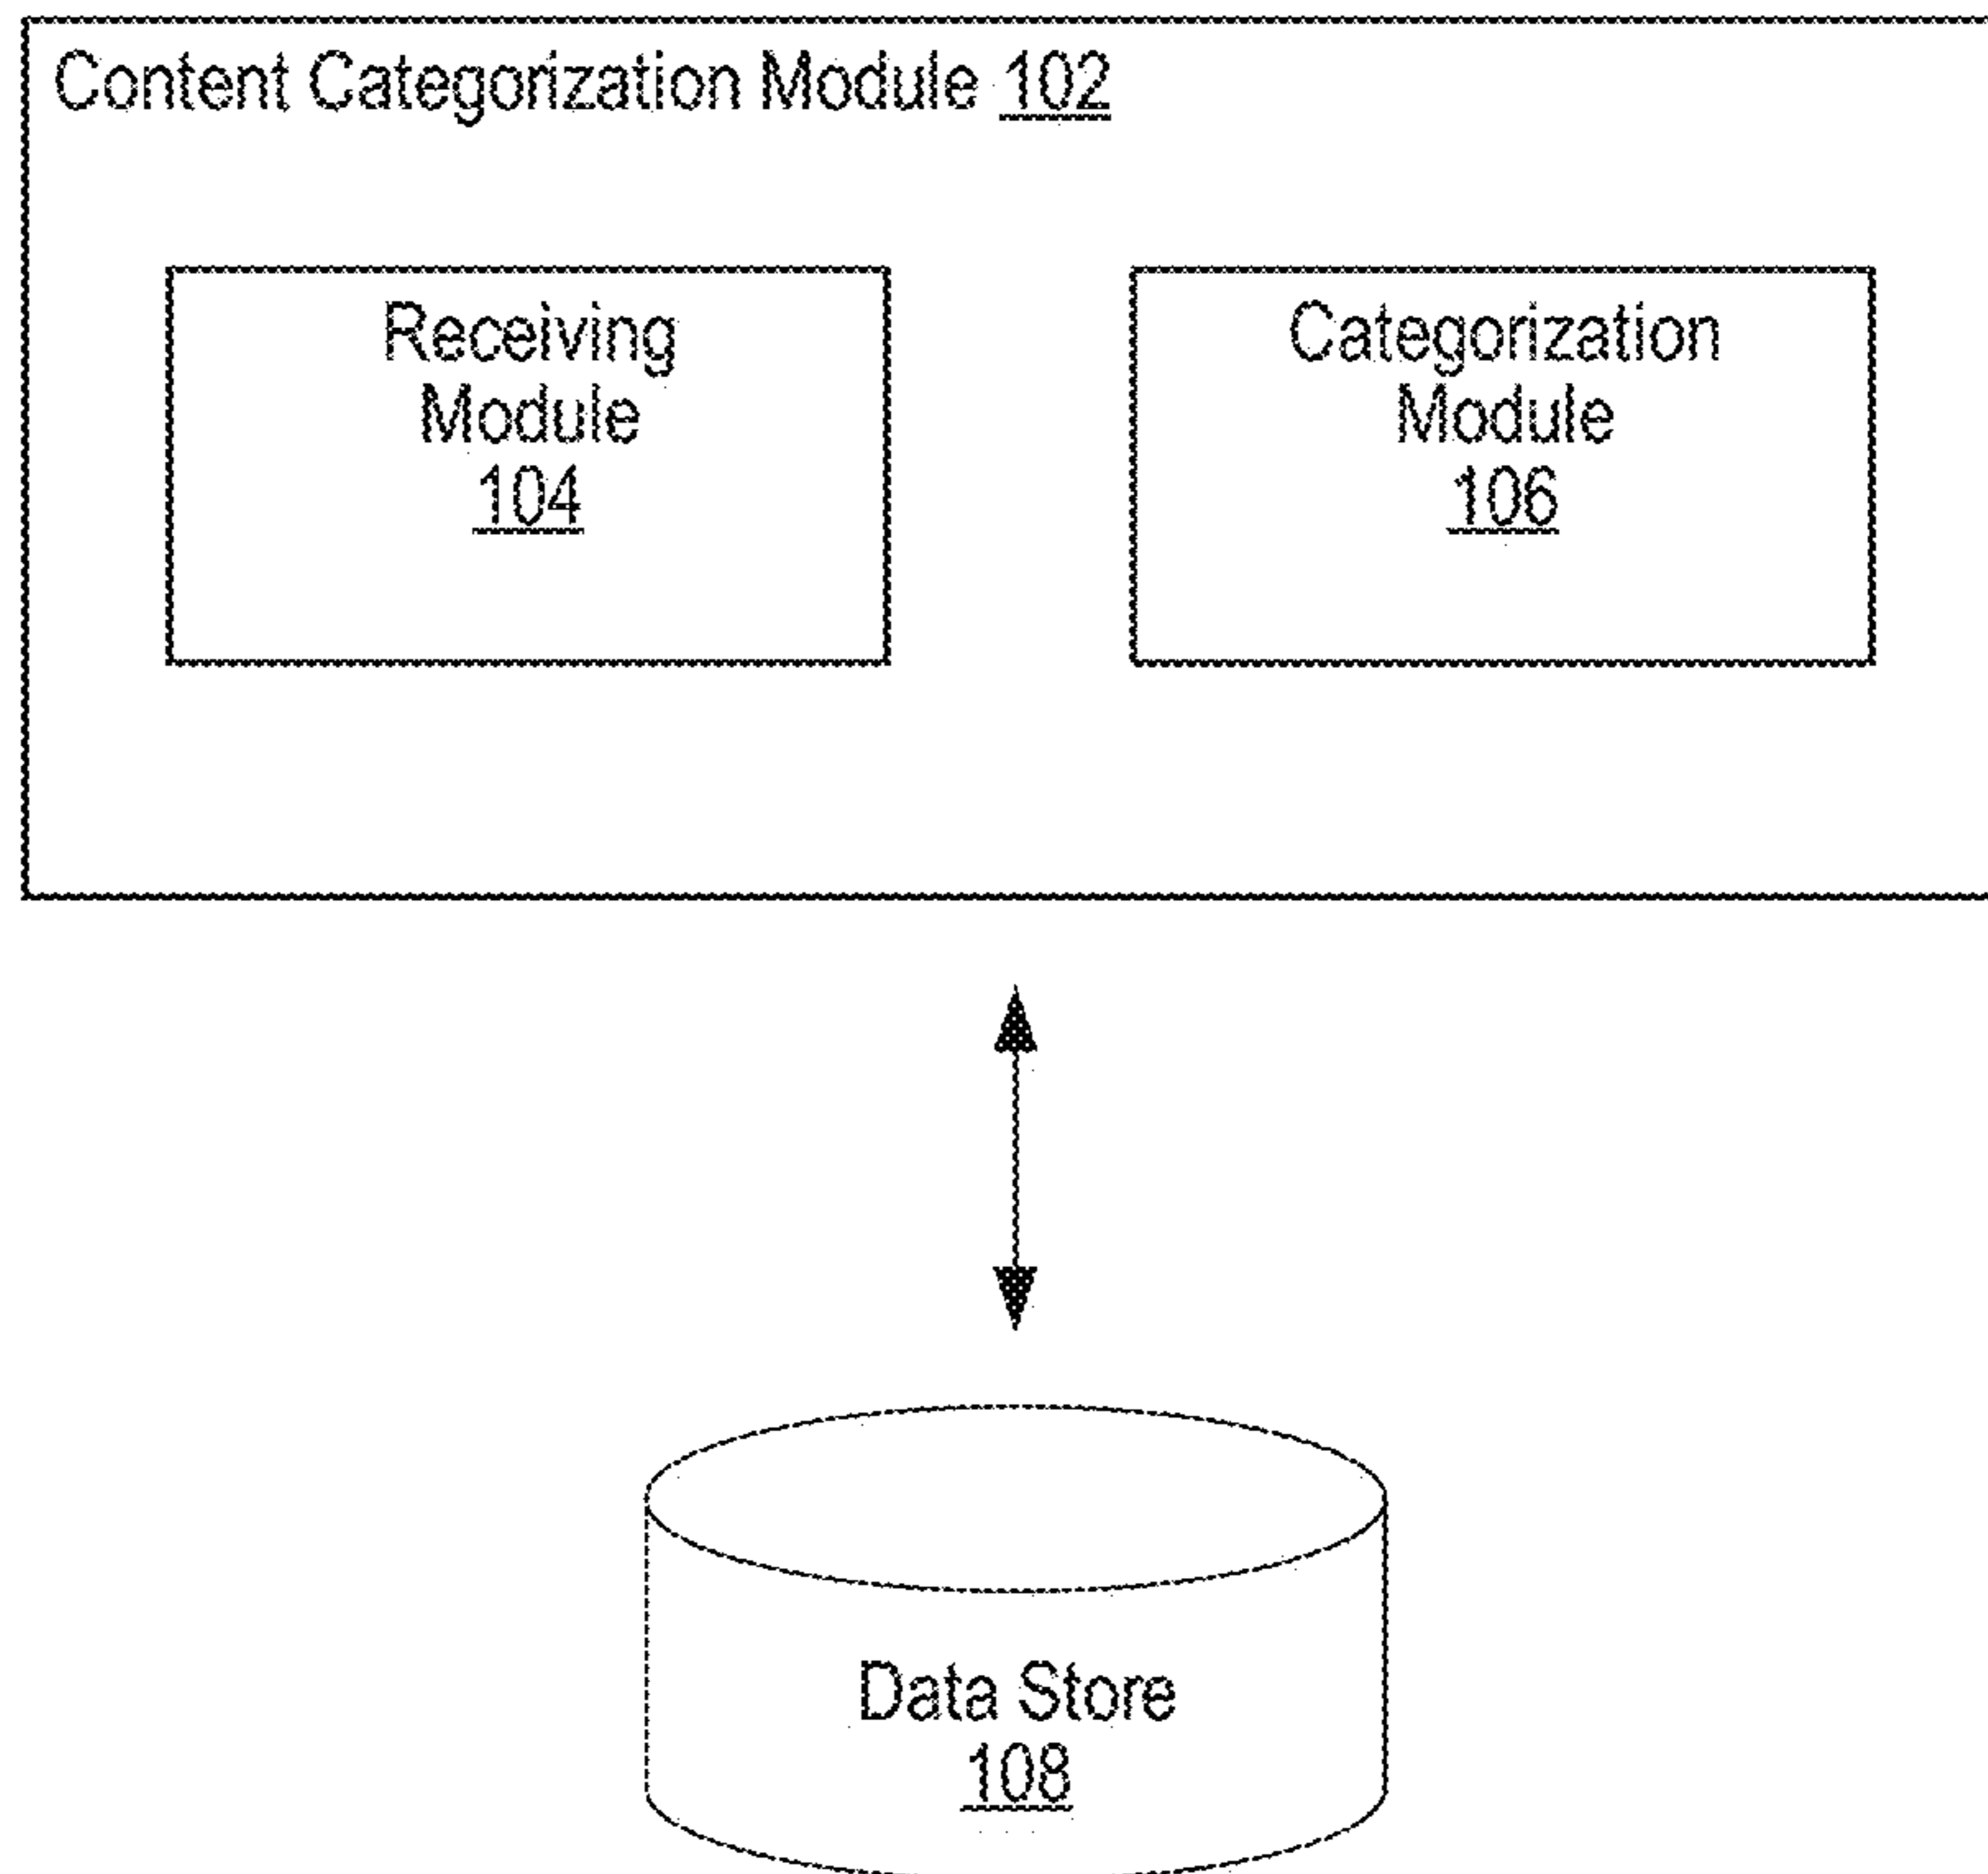 Content Categorization Module 102
Receiving
Module
104
Categorization
Module
106
Data Store
108